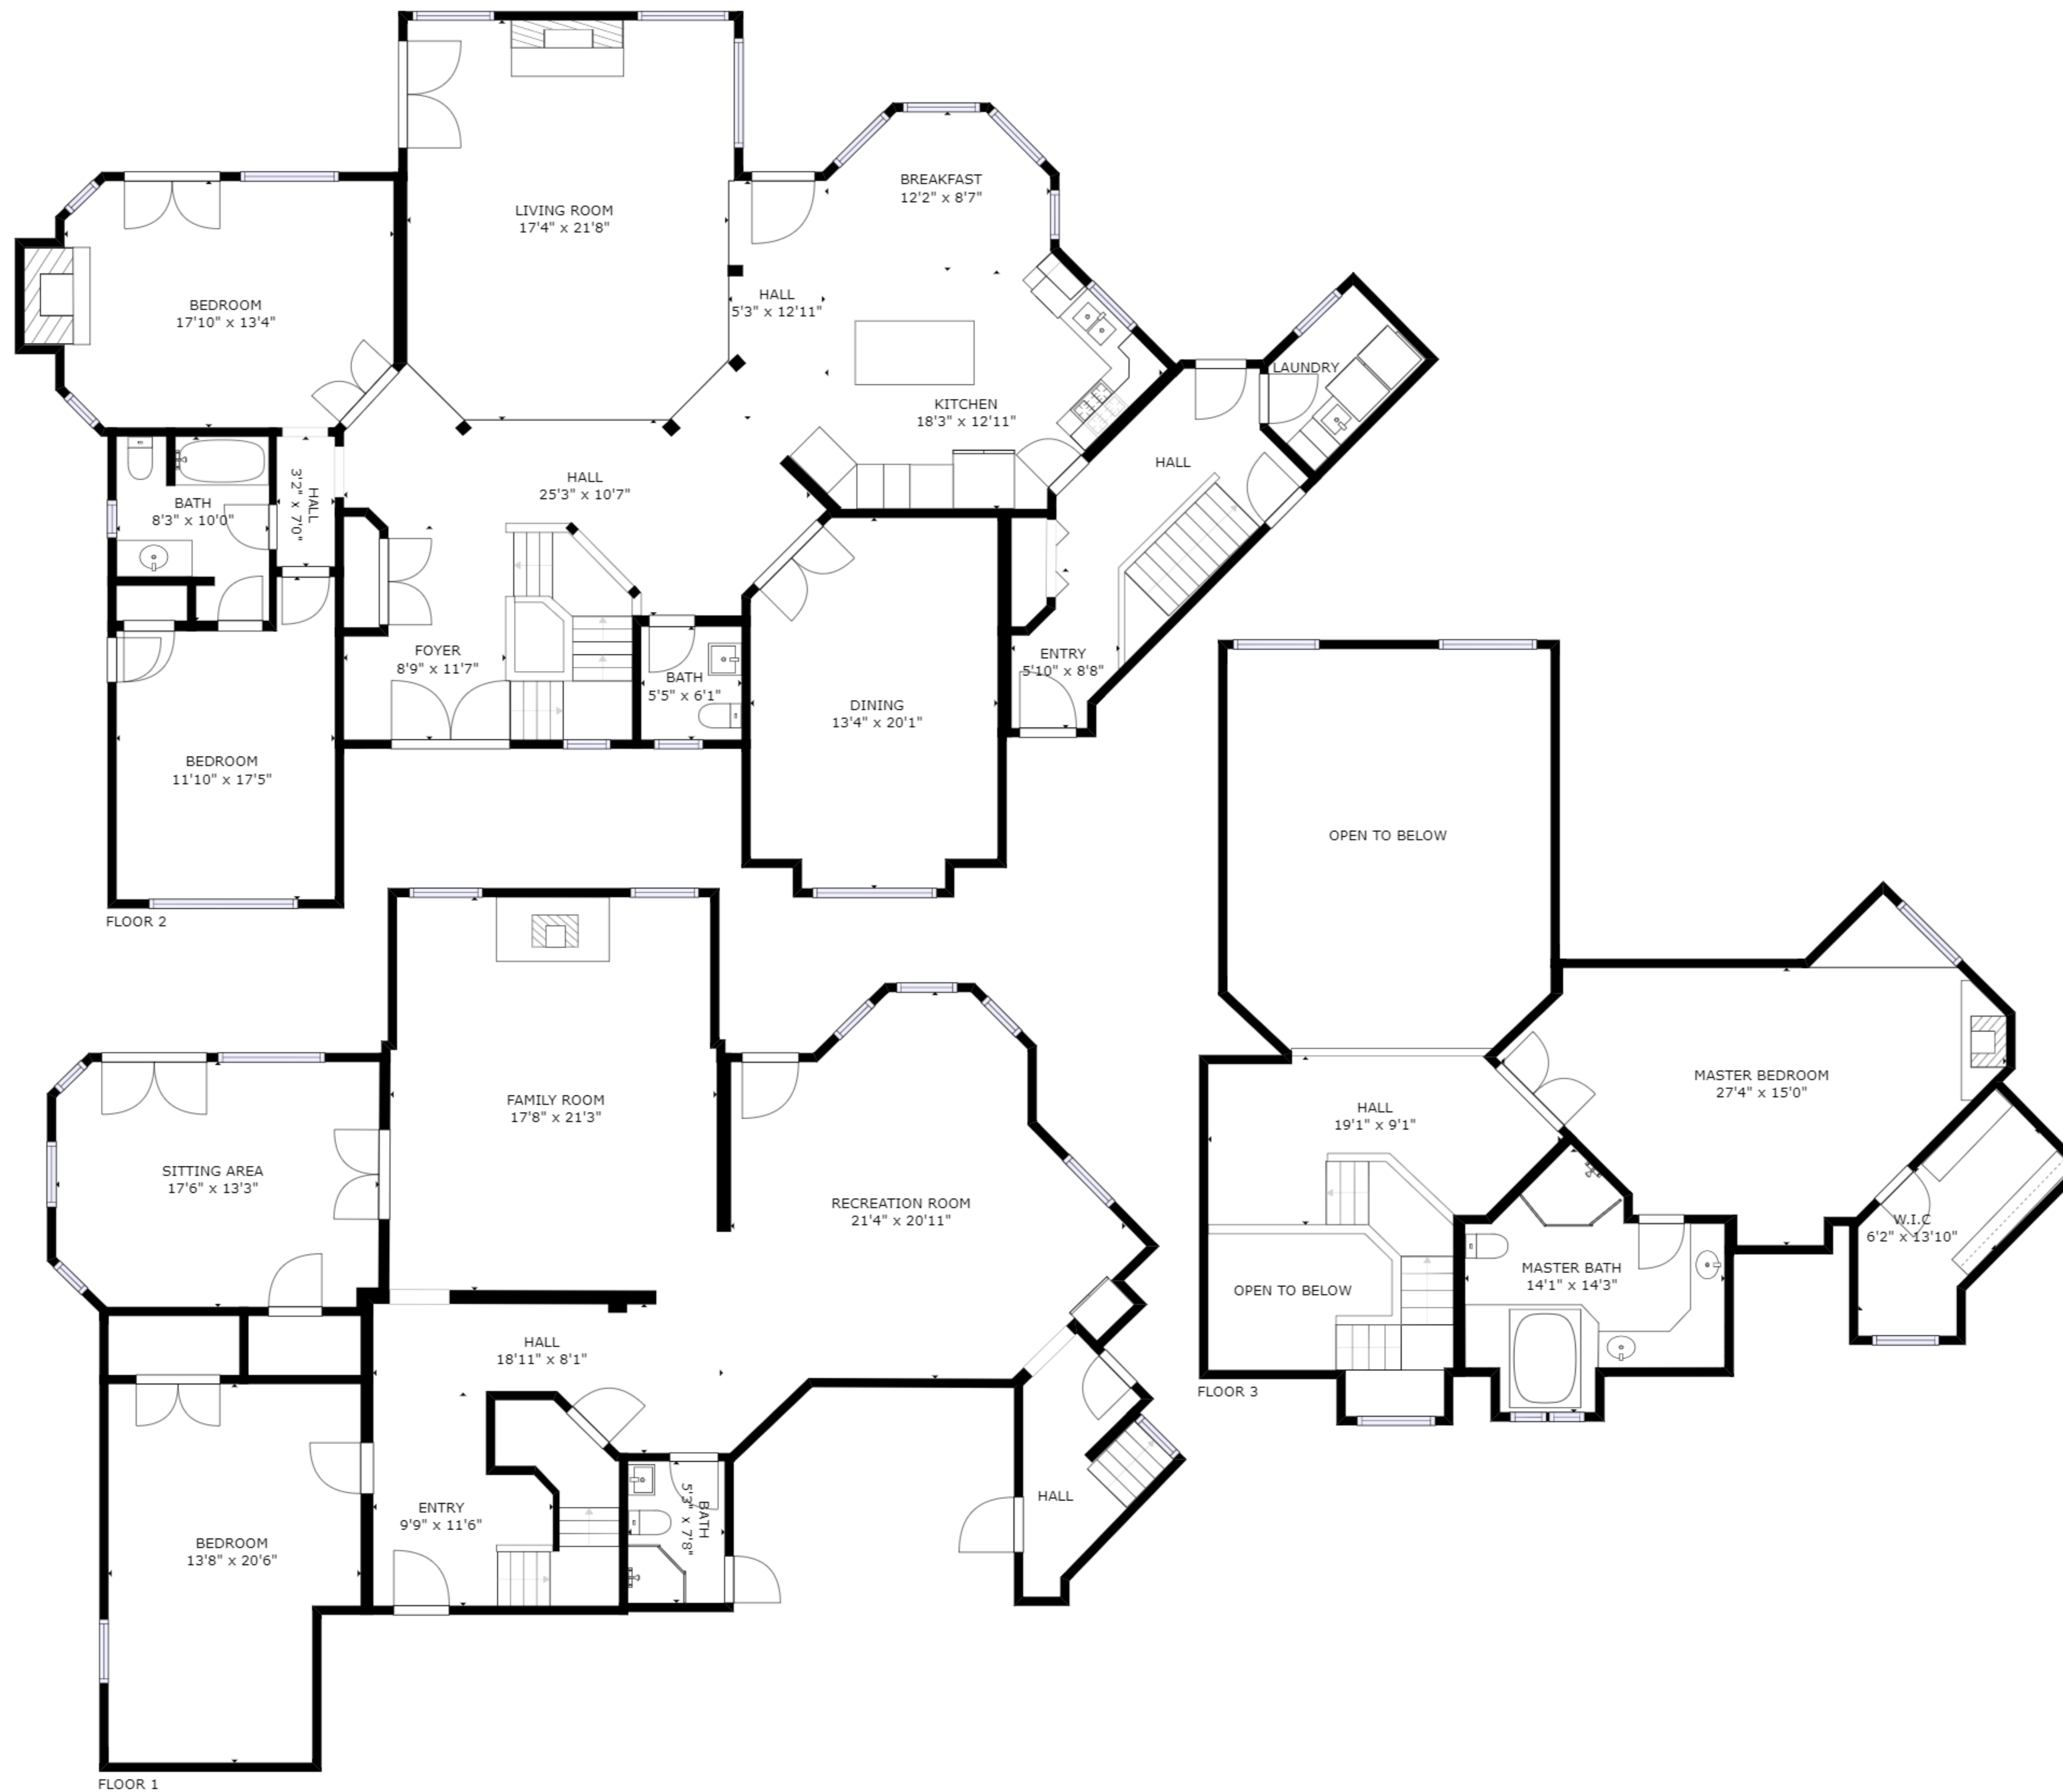 LIVING ROOM
17'4" x 21'8"
BREAKFAST
12'2" x 8'7"
BEDROOM
17'10" x 13'4"
HALL
5'3" x 12'11"
LAUNDRY
KITCHEN
18'3" x 12'11"
HALL
HALL
25'3" x 10'7"
BATH
8'3" x 10'0"
HALL
3'2" x 7'0"
FOYER
8'9" x 11'7"
BATH
5'5" x 6'1"
ENTRY
5'10" x 8'8"
DINING
13'4" x 20'1"
BEDROOM
11'10" x 17'5"
FLOOR 2
OPEN TO BELOW
MASTER BEDROOM
27'4" x 15'0"
HALL
19'1" x 9'1"
W.I.C
6'2" x 13'10"
MASTER BATH
14'1" x 14'3"
OPEN TO BELOW
FLOOR 3
FAMILY ROOM
17'8" x 21'3"
SITTING AREA
17'6" x 13'3"
RECREATION ROOM
21'4" x 20'11"
HALL
18'11" x 8'1"
ENTRY
9'9" x 11'6"
BATH
5'3" x 7'8"
HALL
BEDROOM
13'8" x 20'6"
FLOOR 1